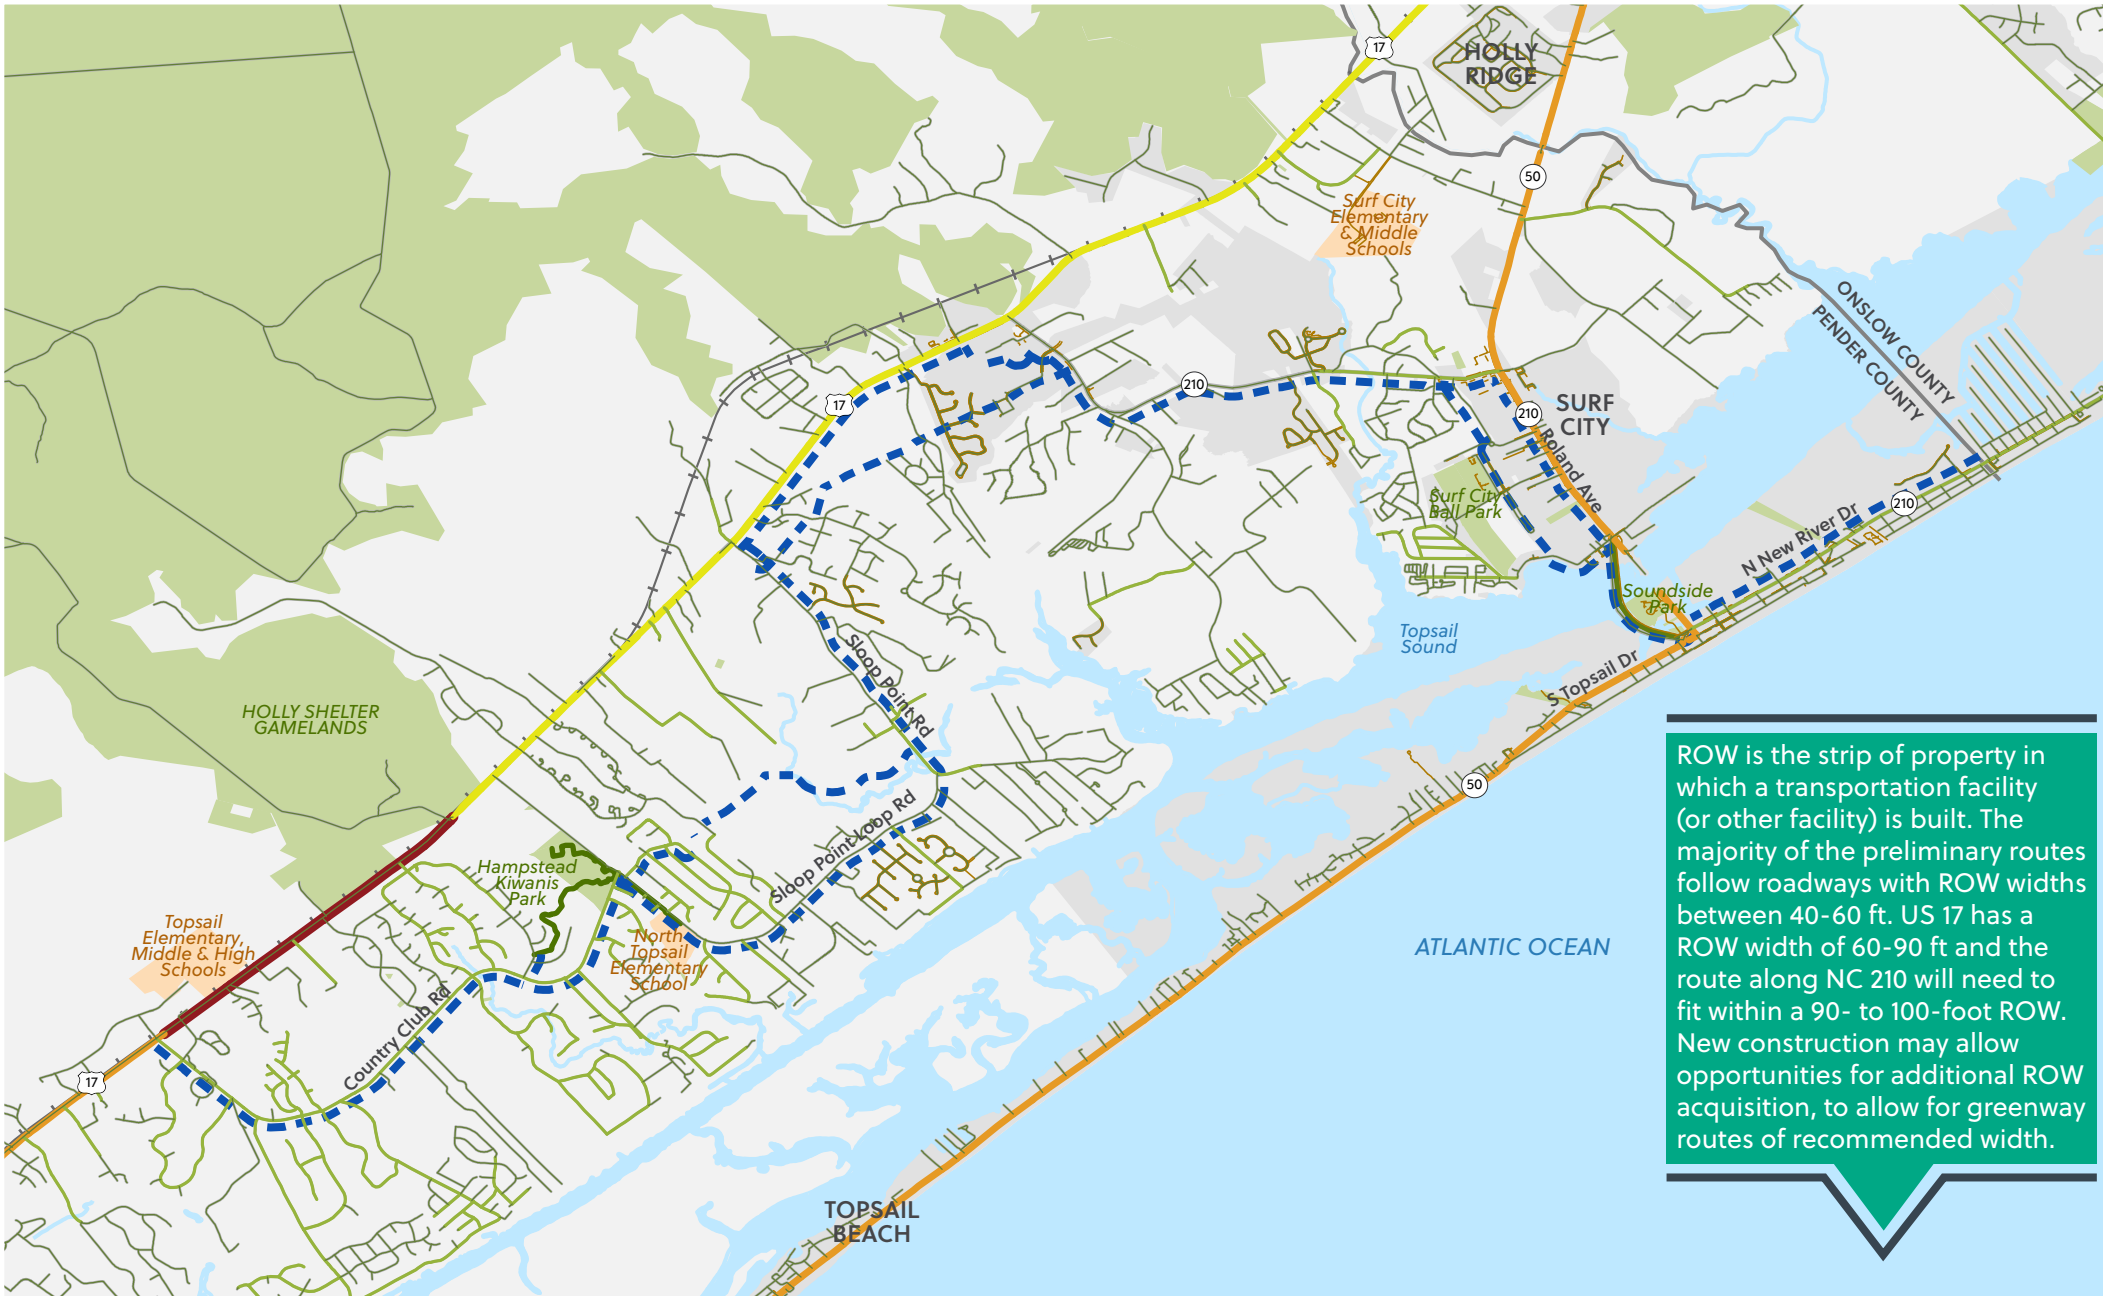 17
HOLLY
RIDGE
50
Surf City
Elementary
& Middle
Schools
ONSLOW COUNTY
PENDER COUNTY
17
210
210
SURF
CITY
Roland Ave
Surf City
Ball Park
210
N New River Dr
Soundside
Park
Topsail
Sound
Sloop Point Rd
S Topsail Dr
HOLLY SHELTER
GAMELANDS
50
Sloop Point Loop Rd
Hampstead
Kiwanis
Park
Topsail
Elementary,
Middle & High
Schools
North
Topsail
Elementary
School
ATLANTIC OCEAN
Country Club Rd
17
TOPSAIL
BEACH
ROW is the strip of property in
which a transportation facility
(or other facility) is built. The
majority of the preliminary routes
follow roadways with ROW widths
between 40-60 ft. US 17 has a
ROW width of 60-90 ft and the
route along NC 210 will need to
fit within a 90- to 100-foot ROW.
New construction may allow
opportunities for additional ROW
acquisition, to allow for greenway
routes of recommended width.